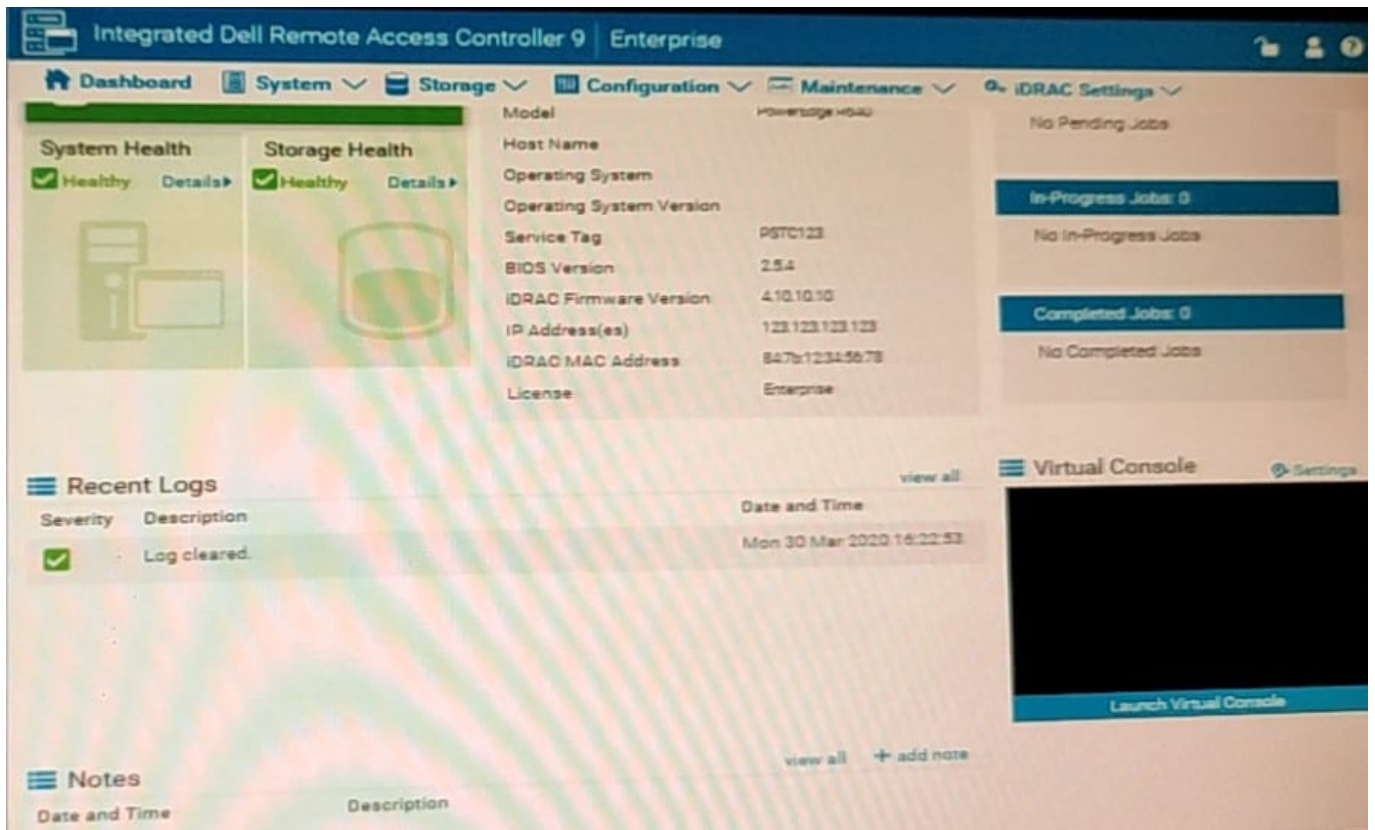 Integrated Dell Remote Access Controller 9 | Enterprise
Dashboard System Storage Configuration Maintenance iDRAC Settings
System Health
Healthy Details
Storage Health
Healthy Details
Model
Host Name
Operating System
Operating System Version
Service Tag PSTC123
BIOS Version 2.5.4
iDRAC Firmware Version 4.10.10.10
IP Address(es) 123.123.123.123
iDRAC MAC Address
License Enterprise
No Pending Jobs
In-Progress Jobs: 0
No In-Progress Jobs
Completed Jobs: 0
No Completed Jobs
Recent Logs view all
Severity Description Date and Time
Log cleared. Mon 30 Mar 2020 16:22:53
Virtual Console Settings
Launch Virtual Console
Notes view all + add note
Date and Time Description